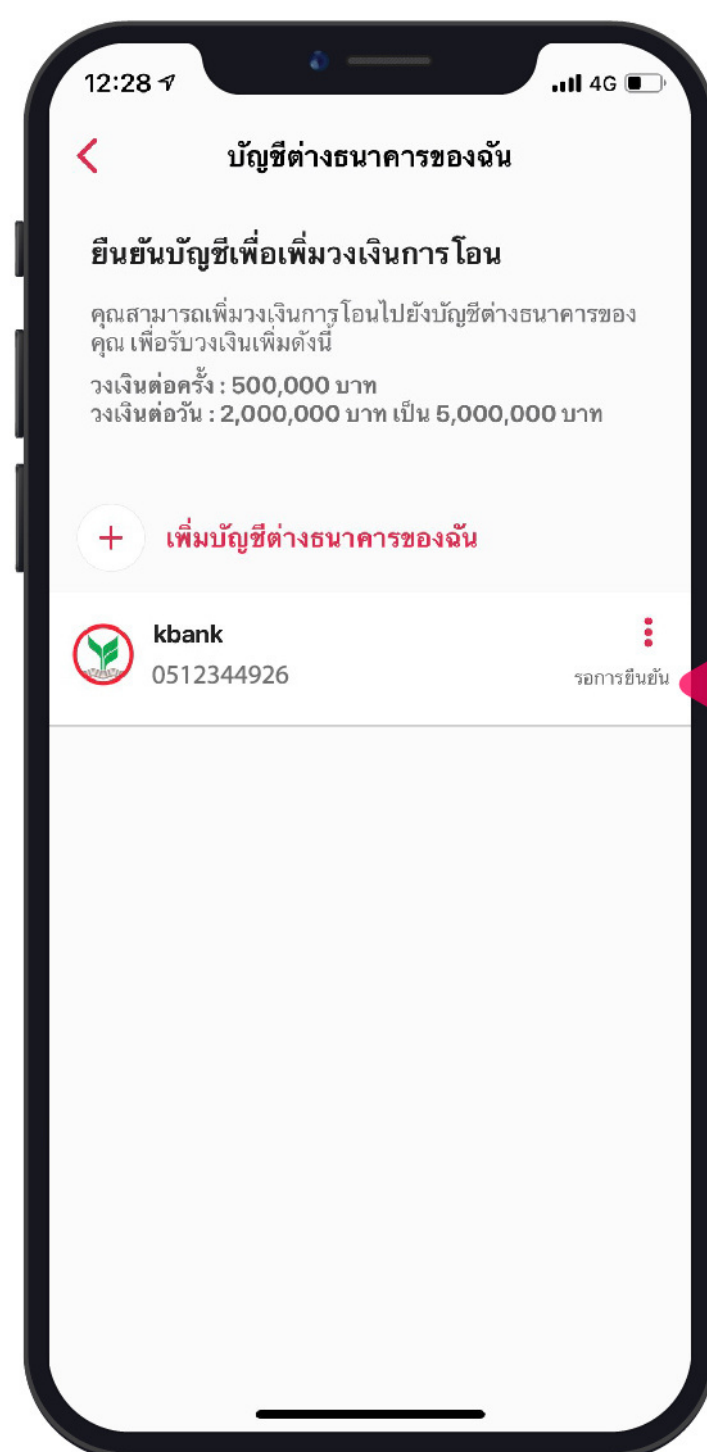 12:28
4G
บัญชีต่างธนาคารของฉัน
ยืนยันบัญชีเพื่อเพิ่มวงเงินการโอน
คุณสามารถเพิ่มวงเงินการโอนไปยังบัญชีต่างธนาคารของ
คุณ เพื่อรับวงเงินเพิ่มดังนี้
วงเงินต่อครั้ง : 500,000 บาท
วงเงินต่อวัน : 2,000,000 บาท เป็น 5,000,000 บาท
+ เพิ่มบัญชีต่างธนาคารของฉัน
kbank
0512344926
รอการยืนยัน